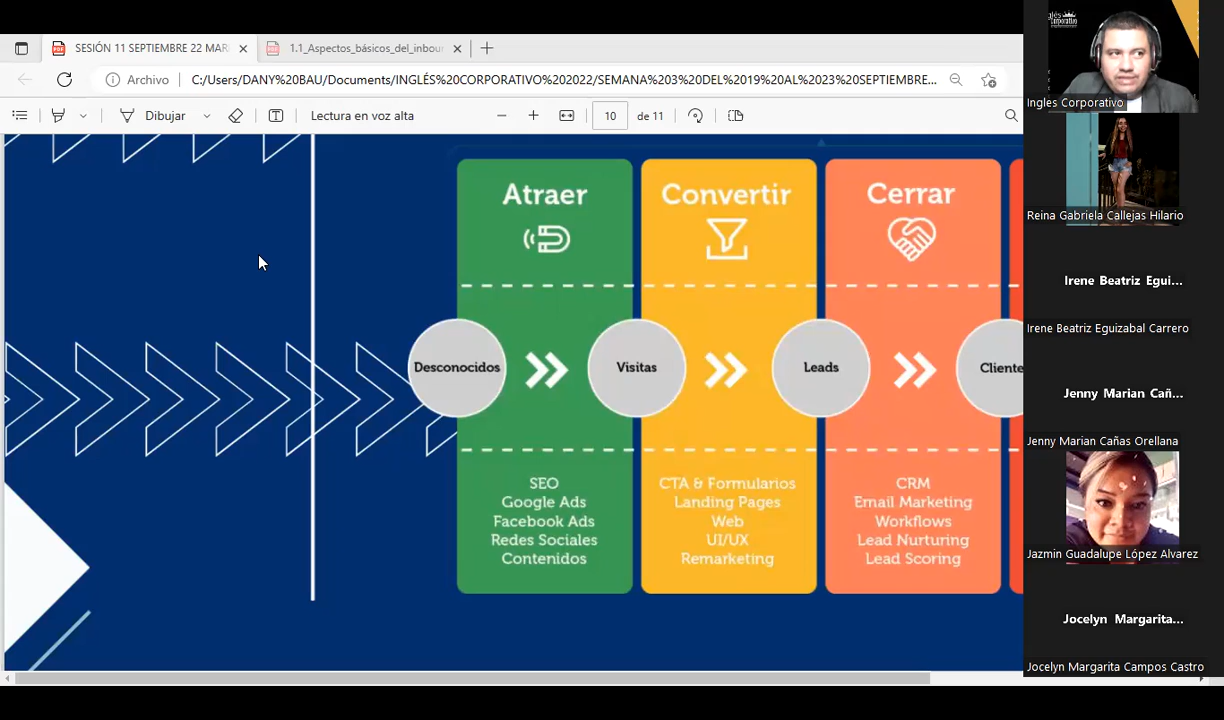 SESIÓN 11 SEPTIEMBRE 22 MAR
1.1_Aspectos_básicos_del_inbour
Archivo
C:/Users/DANY%20BAU/Documents/INGLÉS%20CORPORATIVO%202022/SEMANA%203%20DEL%2019%20AL%2023%20SEPTIEMBRE...
Dibujar
Lectura en voz alta
10
de 11
Atraer
Convertir
Cerrar
Desconocidos
Visitas
Leads
Cliente
SEO
Google Ads
Facebook Ads
Redes Sociales
Contenidos
CTA & Formularios
Landing Pages
Web
UI/UX
Remarketing
CRM
Email Marketing
Workflows
Lead Nurturing
Lead Scoring
Ingles Corporativo
Reina Gabriela Callejas Hilario
Irene Beatriz Egui...
Irene Beatriz Eguizabal Carrero
Jenny Marian Cañ...
Jenny Marian Cañas Orellana
Jazmin Guadalupe López Alvarez
Jocelyn Margarita...
Jocelyn Margarita Campos Castro